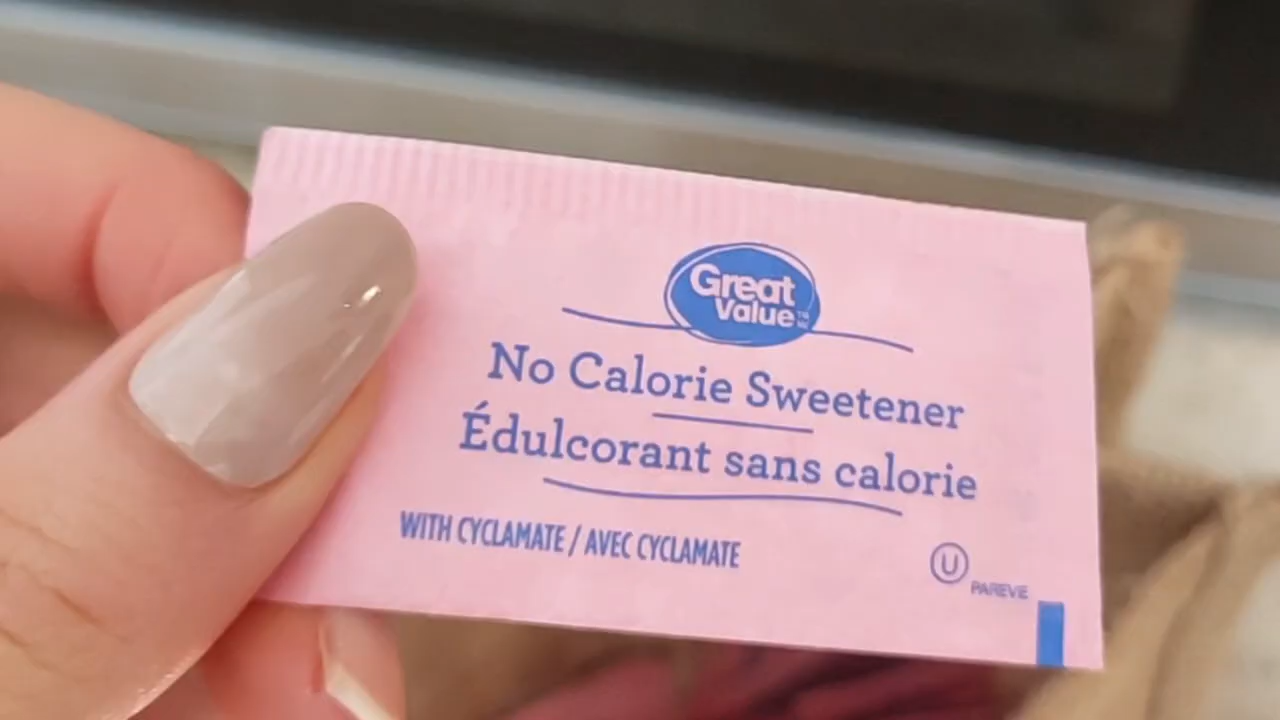 Great
Value
No Calorie Sweetener
Édulcorant sans calorie
WITH CYCLAMATE / AVEC CYCLAMATE
U
PAREVE